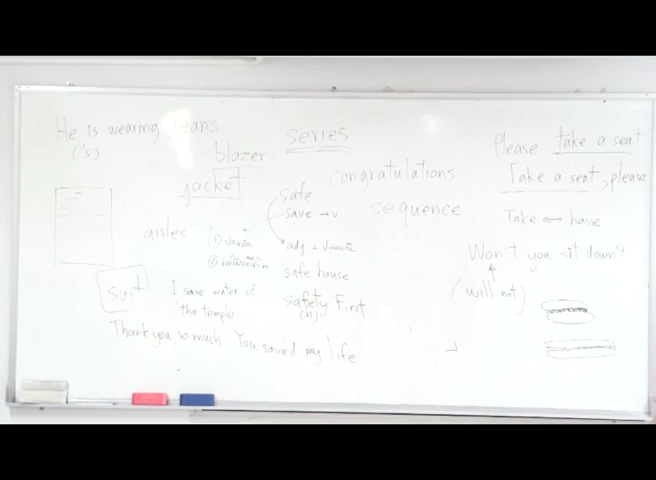 He is wearing jeans
('s)
blazer
jacket
series
congratulations
sequence
safe
save → v
aisles
①
②
adj =
safe house
Suit
I save water of
the temple
safety First
(n)
Thank you so much You saved my life
Please take a seat
Take a seat, please
Take ↔ have
Won't you sit down?
(will not)